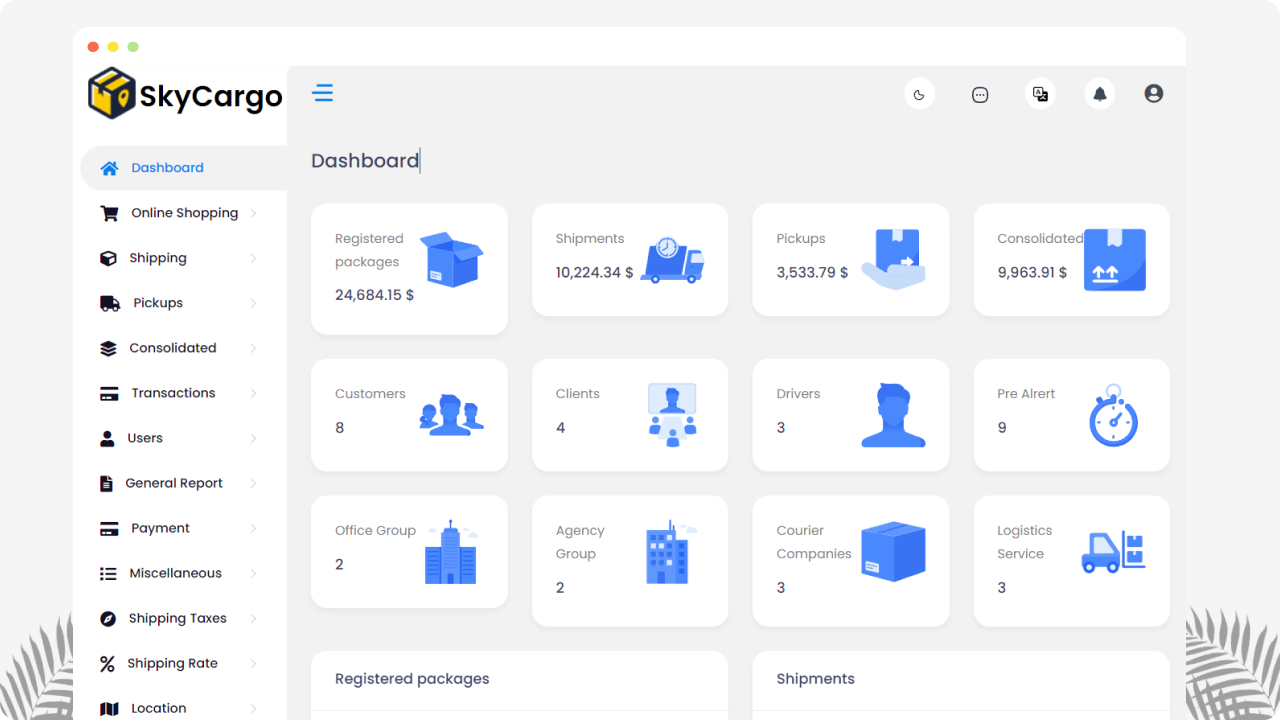 SkyCargo
Dashboard
Online Shopping
Shipping
Pickups
Consolidated
Transactions
Users
General Report
Payment
Miscellaneous
Shipping Taxes
Shipping Rate
Location
Dashboard
Registered
packages
24,684.15 $
Shipments
10,224.34 $
Pickups
3,533.79 $
Consolidated
9,963.91 $
Customers
8
Clients
4
Drivers
3
Pre Alrert
9
Office Group
2
Agency
Group
2
Courier
Companies
3
Logistics
Service
3
Registered packages
Shipments